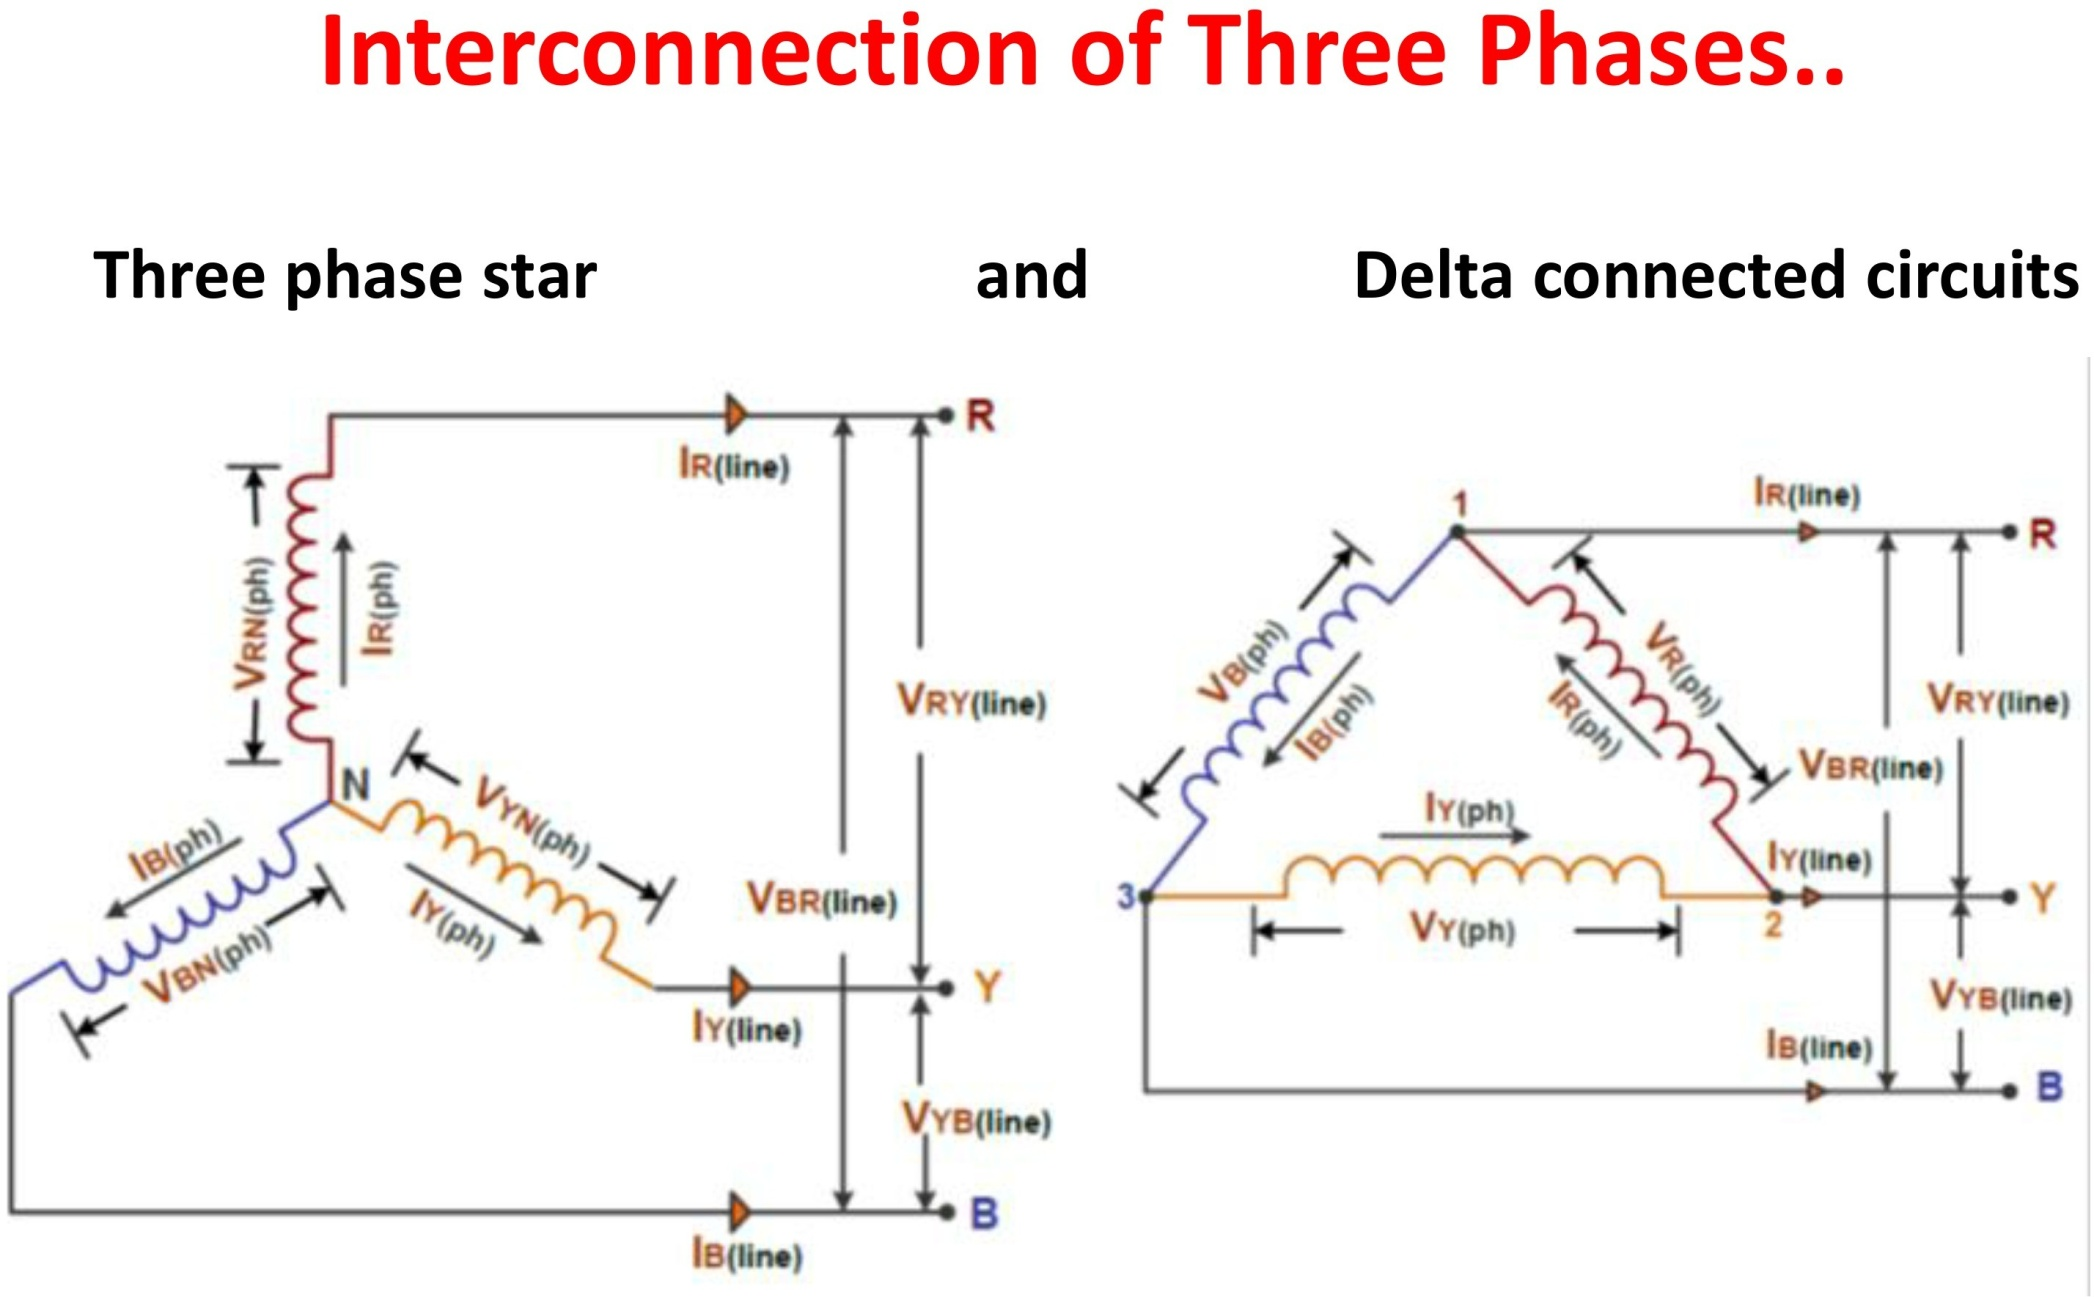 Interconnection of Three Phases..
Three phase star and Delta connected circuits
R
IR(line)
VRN(ph)
IR(ph)
VRY(line)
N
VYN(ph)
IB(ph)
IY(ph)
VBN(ph)
VBR(line)
Y
IY(line)
VYB(line)
B
IB(line)
1
IR(line)
R
VB(ph)
IB(ph)
VR(ph)
IR(ph)
VRY(line)
VBR(line)
IY(ph)
IY(line)
3
Y
VY(ph)
2
VYB(line)
IB(line)
B